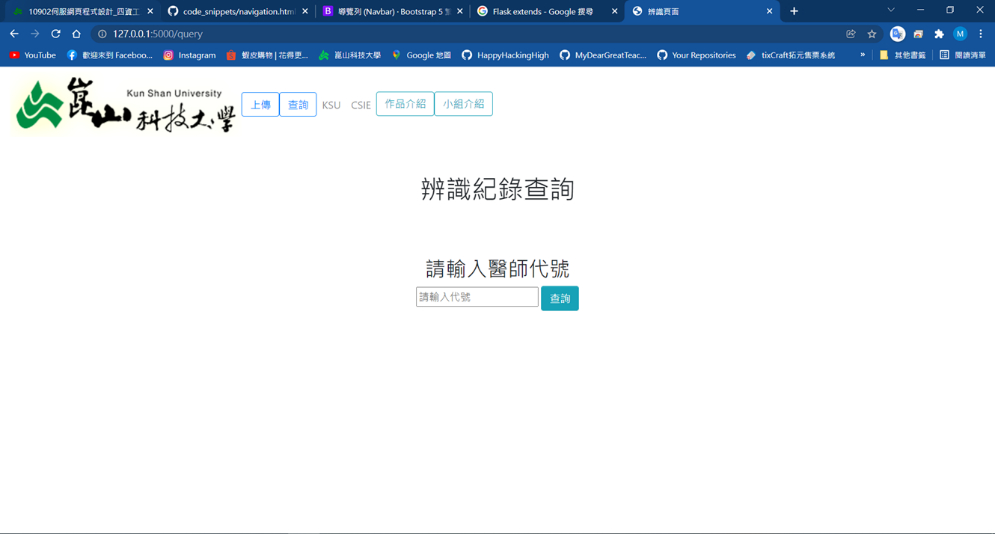 10902伺服網頁程式設計_四資工
code_snippets/navigation.html
導覽列 (Navbar) · Bootstrap 5
Flask extends - Google 搜尋
辨識頁面
127.0.0.1:5000/query
M
YouTube
歡迎來到 Faceboo...
Instagram
蝦皮購物 | 花得更...
崑山科技大學
Google 地圖
HappyHackingHigh
MyDearGreatTeac...
Your Repositories
tixCraft拓元售票系統
»
其他書籤
閱讀清單
Kun Shan University
崑山科技大學
上傳
查詢
KSU
CSIE
作品介紹
小組介紹
辨識紀錄查詢
請輸入醫師代號
請輸入代號
查詢